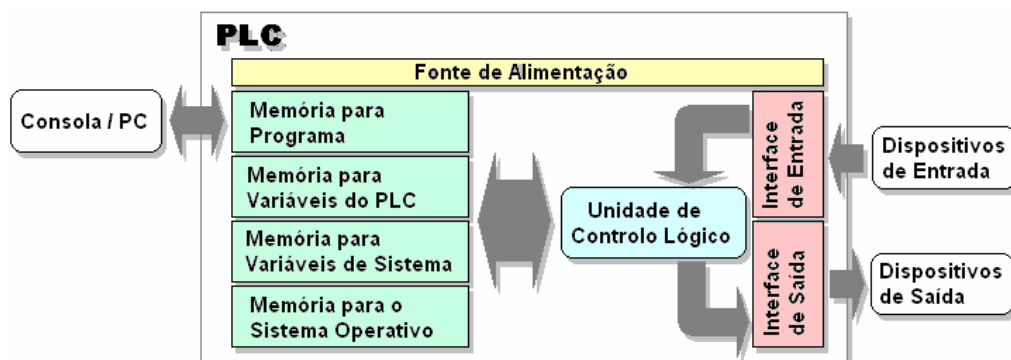 PLC
Fonte de Alimentação
Consola / PC
Memória para
Programa
Memória para
Variáveis do PLC
Memória para
Variáveis de Sistema
Memória para o
Sistema Operativo
Unidade de
Controlo Lógico
Interface
de Entrada
Interface
de Saída
Dispositivos
de Entrada
Dispositivos
de Saída